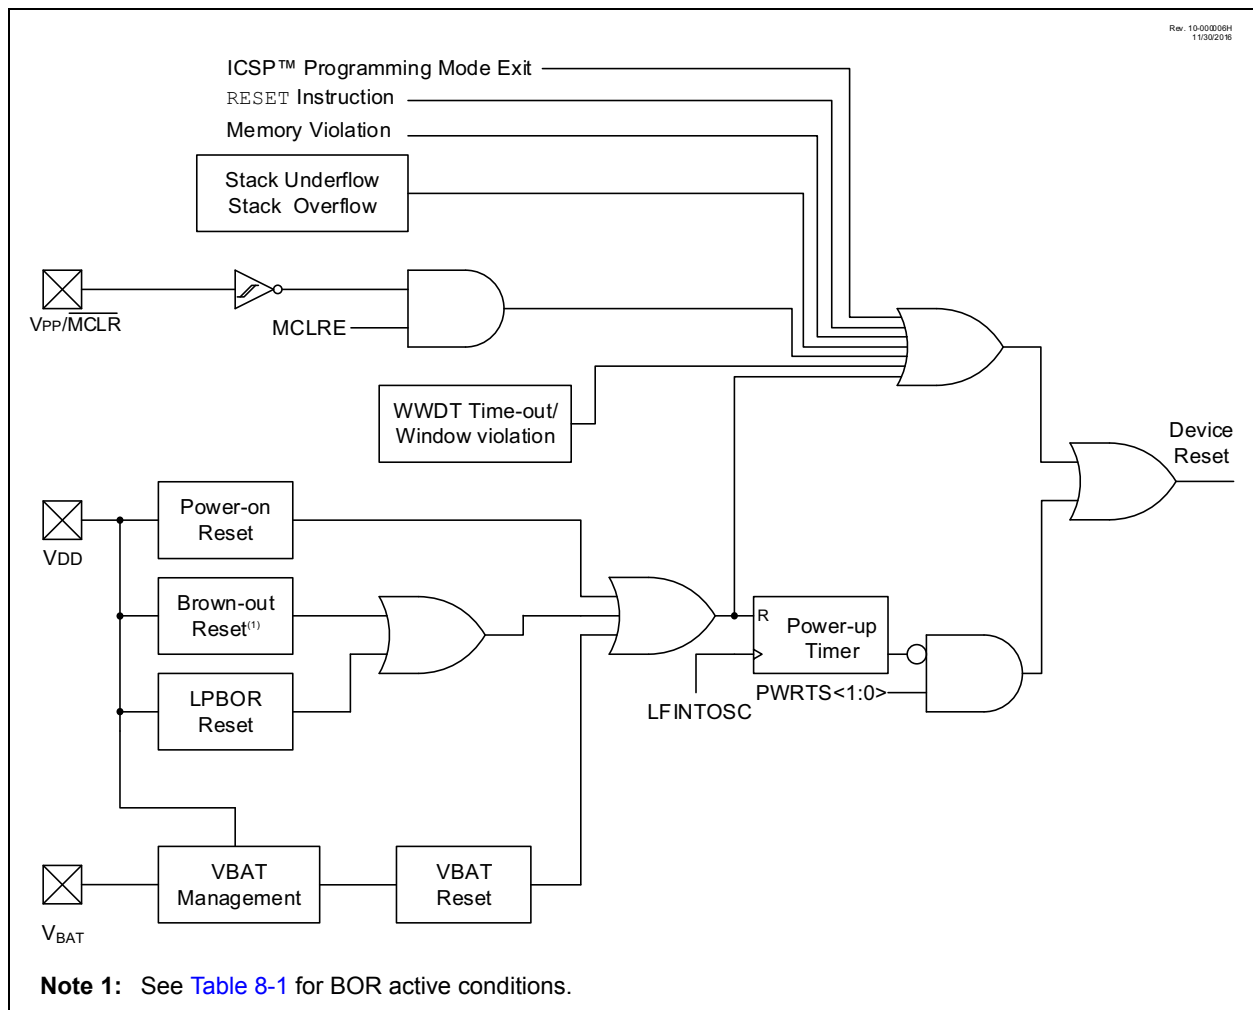 Rev. 10-000006H
11/30/2016
ICSP™ Programming Mode Exit
RESET Instruction
Memory Violation
Stack Underflow
Stack Overflow
VPP/MCLR
MCLRE
WWDT Time-out/
Window violation
Device
Reset
Power-on
Reset
VDD
Brown-out
Reset(1)
R
Power-up
Timer
LPBOR
Reset
PWRTS<1:0>
LFINTOSC
VBAT
Management
VBAT
Reset
VBAT
Note 1: See Table 8-1 for BOR active conditions.